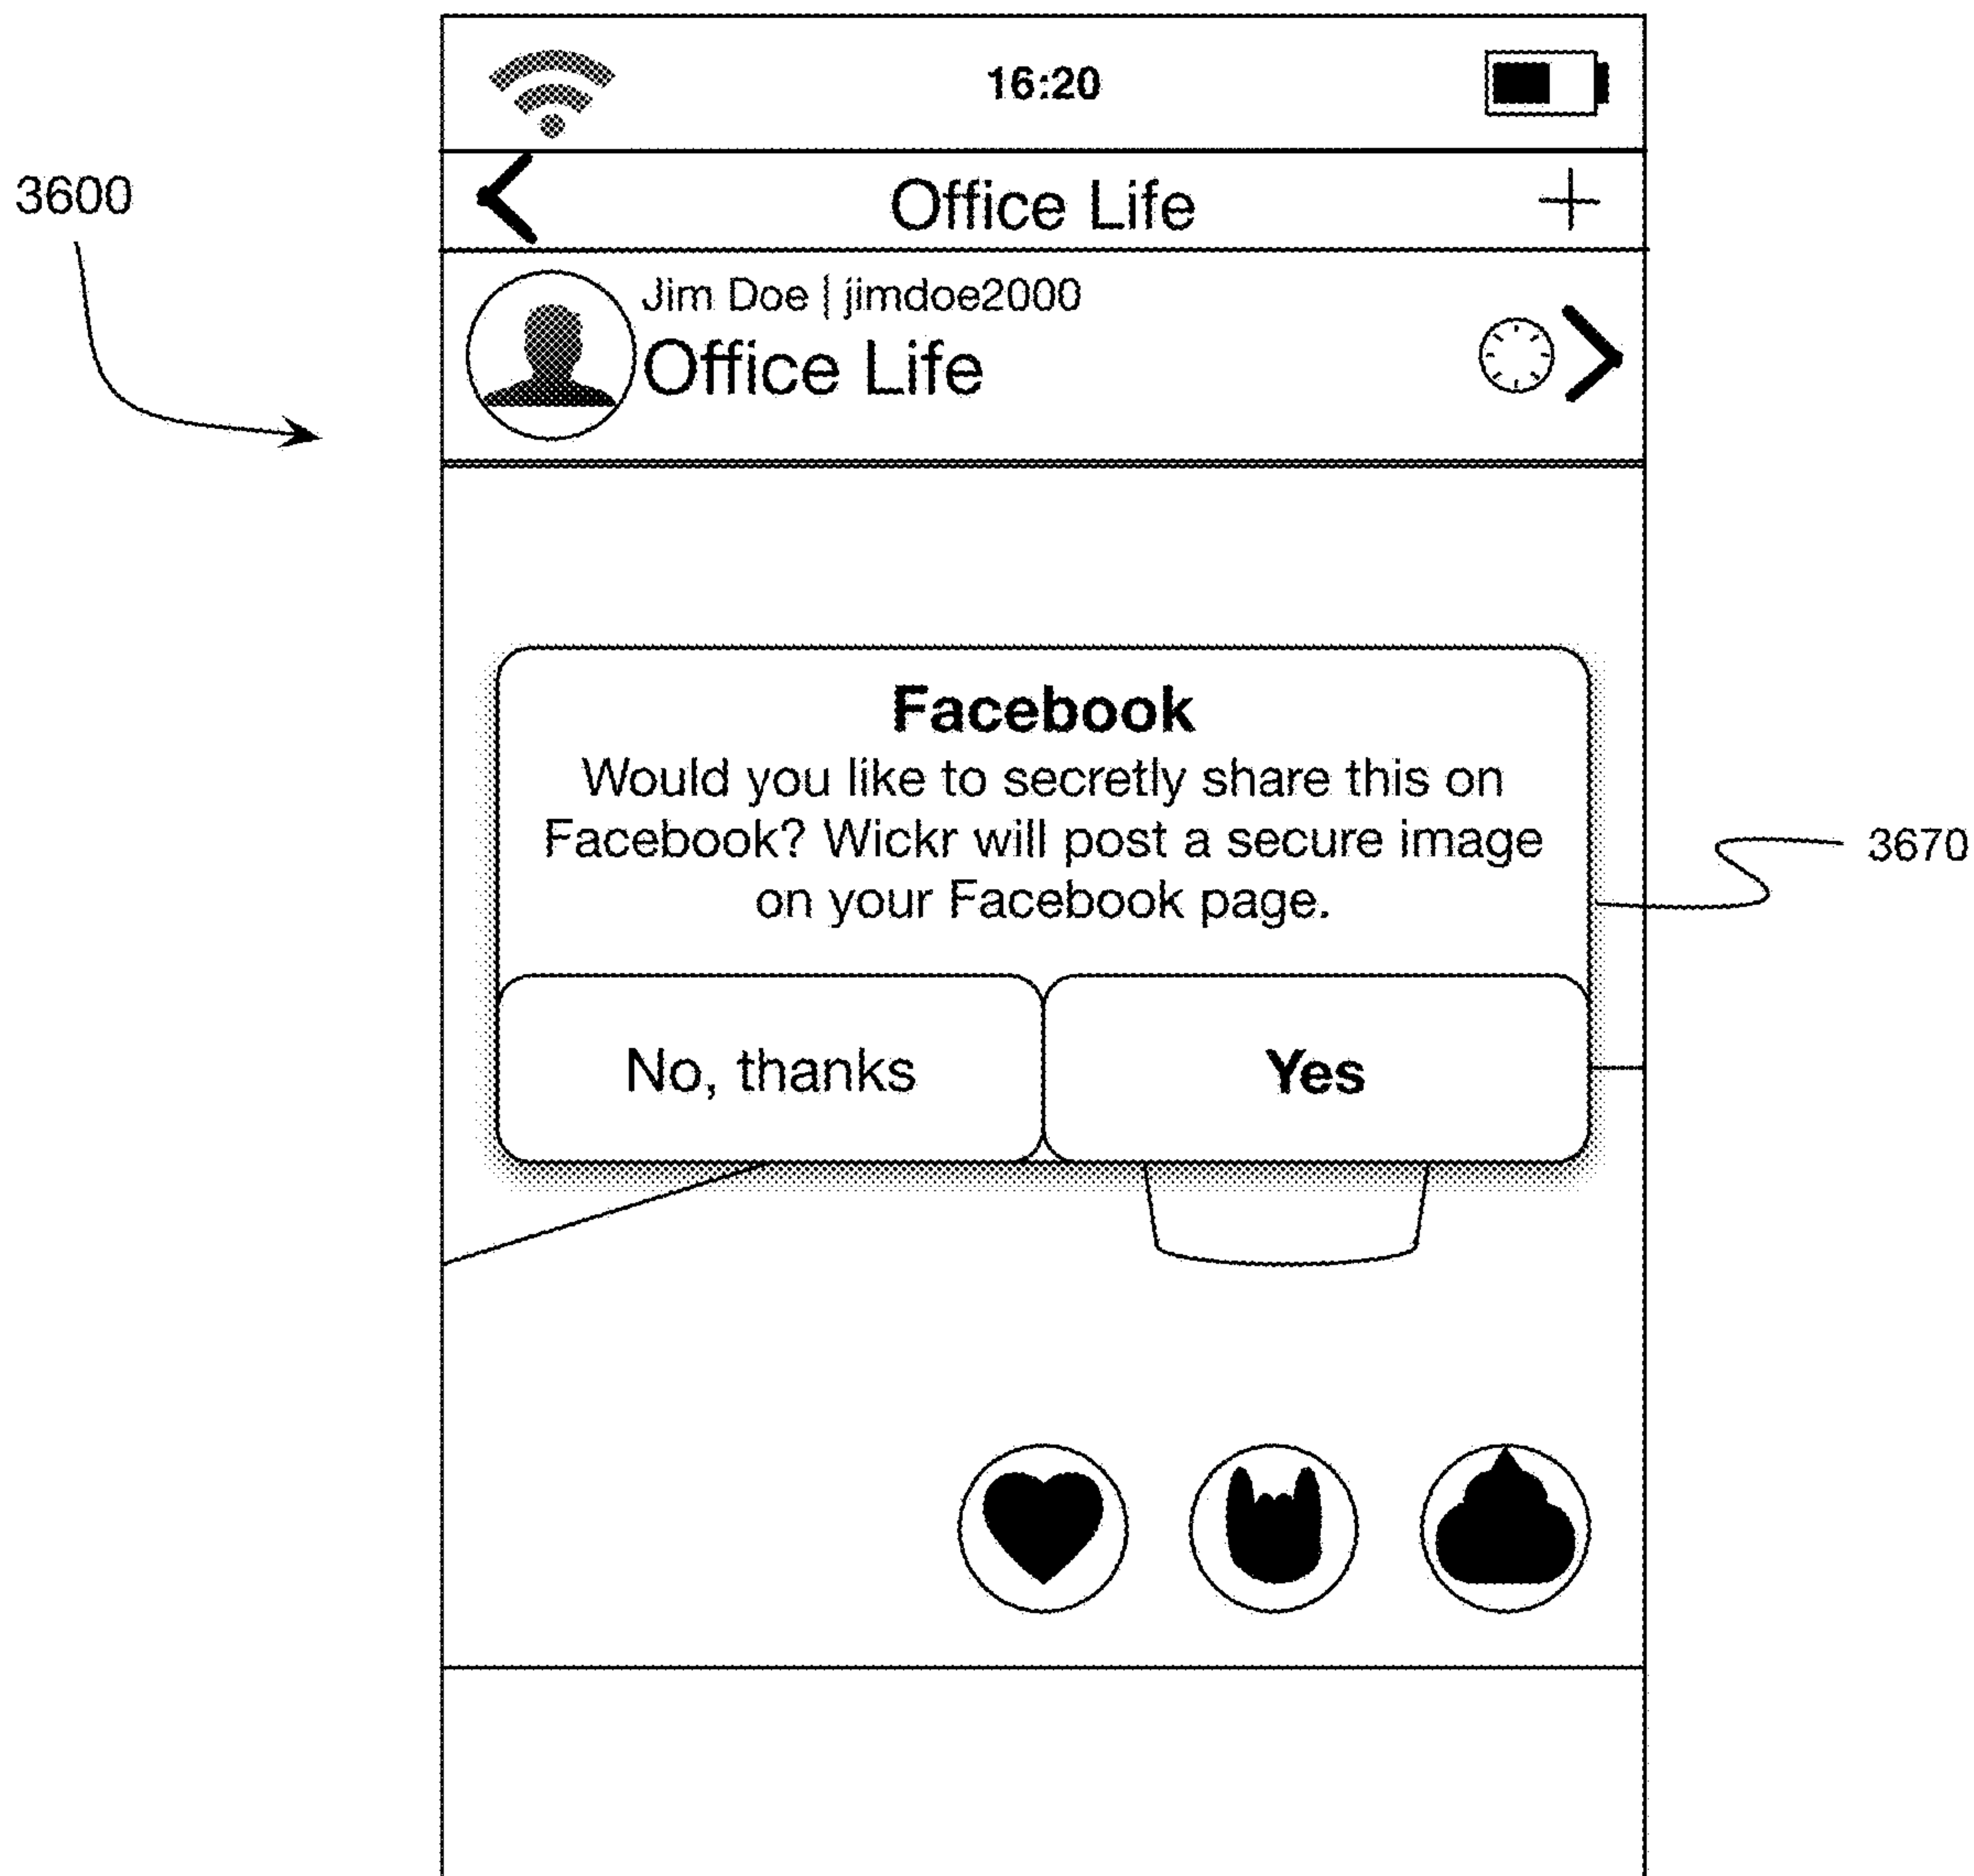 16:20
3600
Office Life
Jim Doe | jimdoe2000
Office Life
Facebook
Would you like to secretly share this on
Facebook? Wickr will post a secure image
on your Facebook page.
3670
No, thanks
Yes